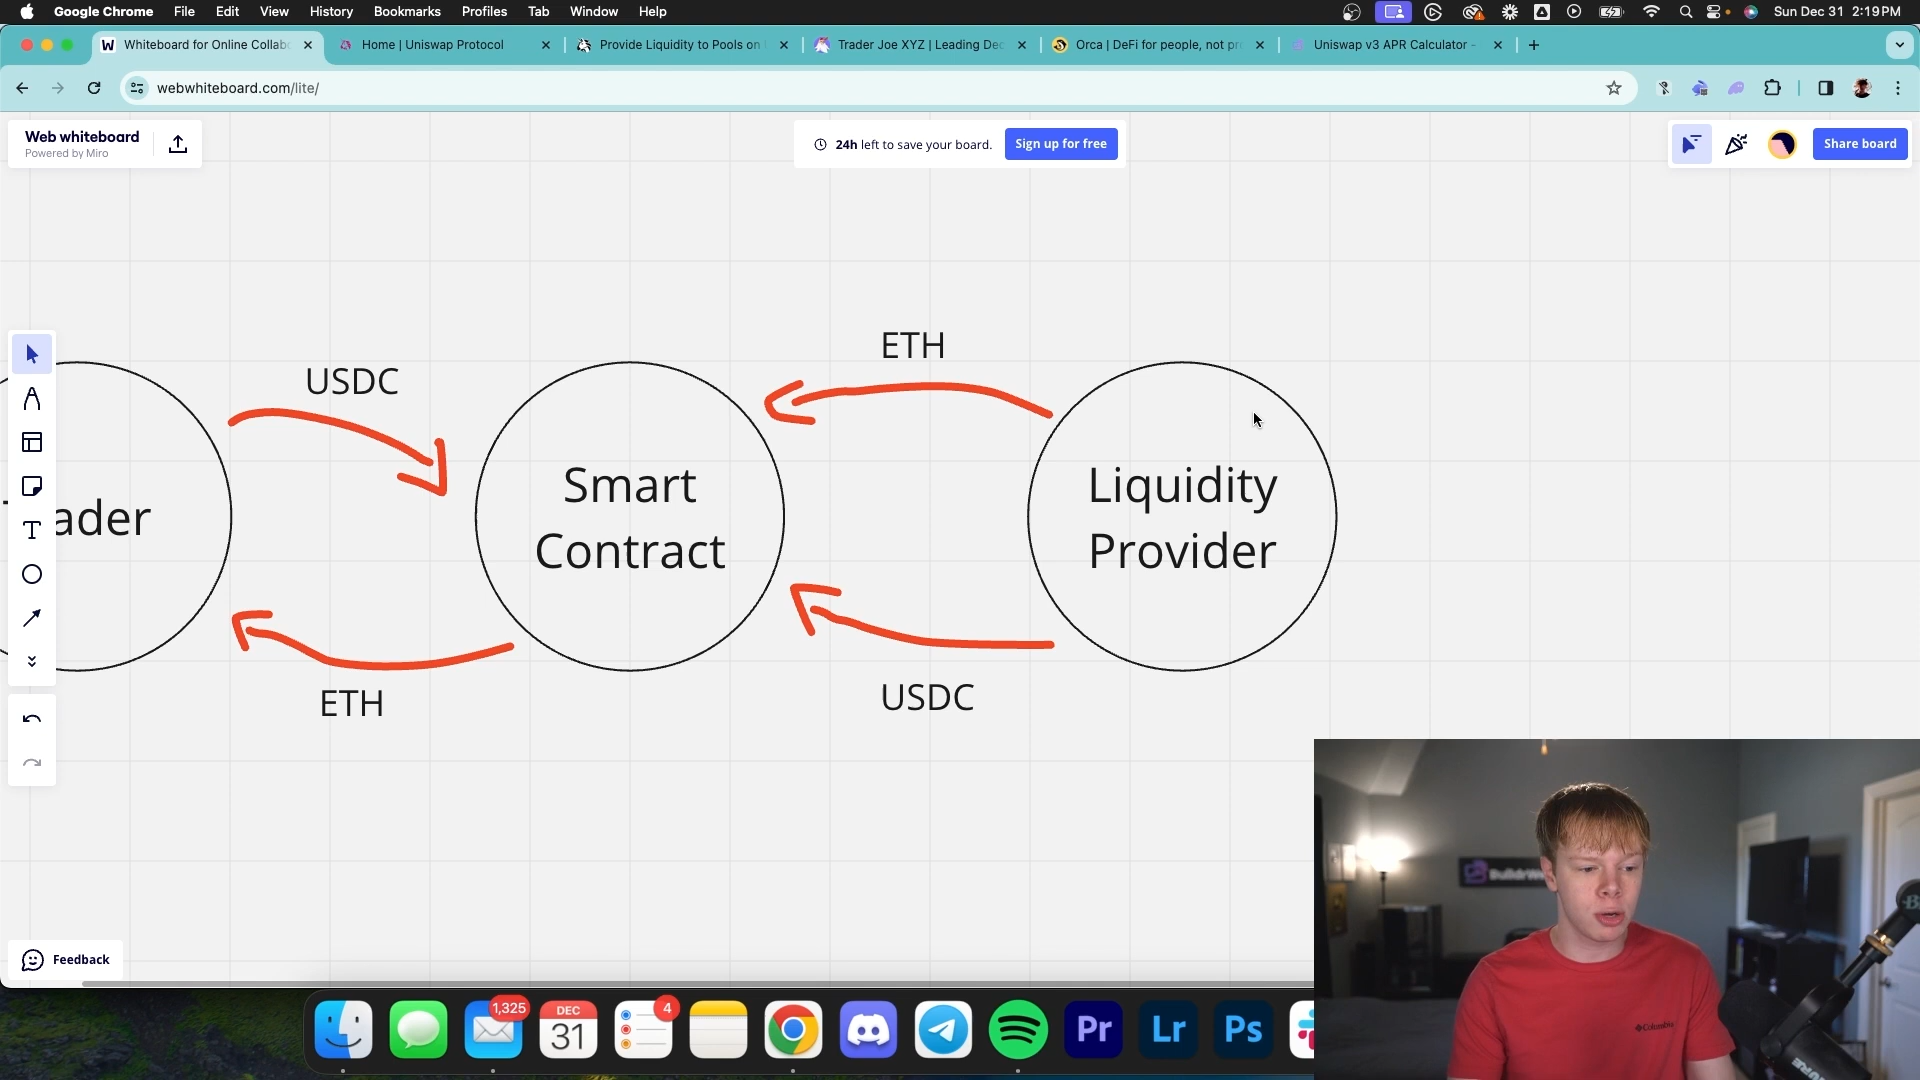 Google Chrome File Edit View History Bookmarks Profiles Tab Window Help Sun Dec 31 2:19 PM
Whiteboard for Online Collab Home | Uniswap Protocol Provide Liquidity to Pools on Trader Joe XYZ | Leading Dec Orca | DeFi for people, not pr Uniswap v3 APR Calculator -
webwhiteboard.com/lite/
Web whiteboard
Powered by Miro
24h left to save your board. Sign up for free
Share board
ETH
USDC
Smart
Contract
Liquidity
Provider
ader
ETH
USDC
Feedback
1,325
DEC
31
4
Pr Lr Ps
Columbia